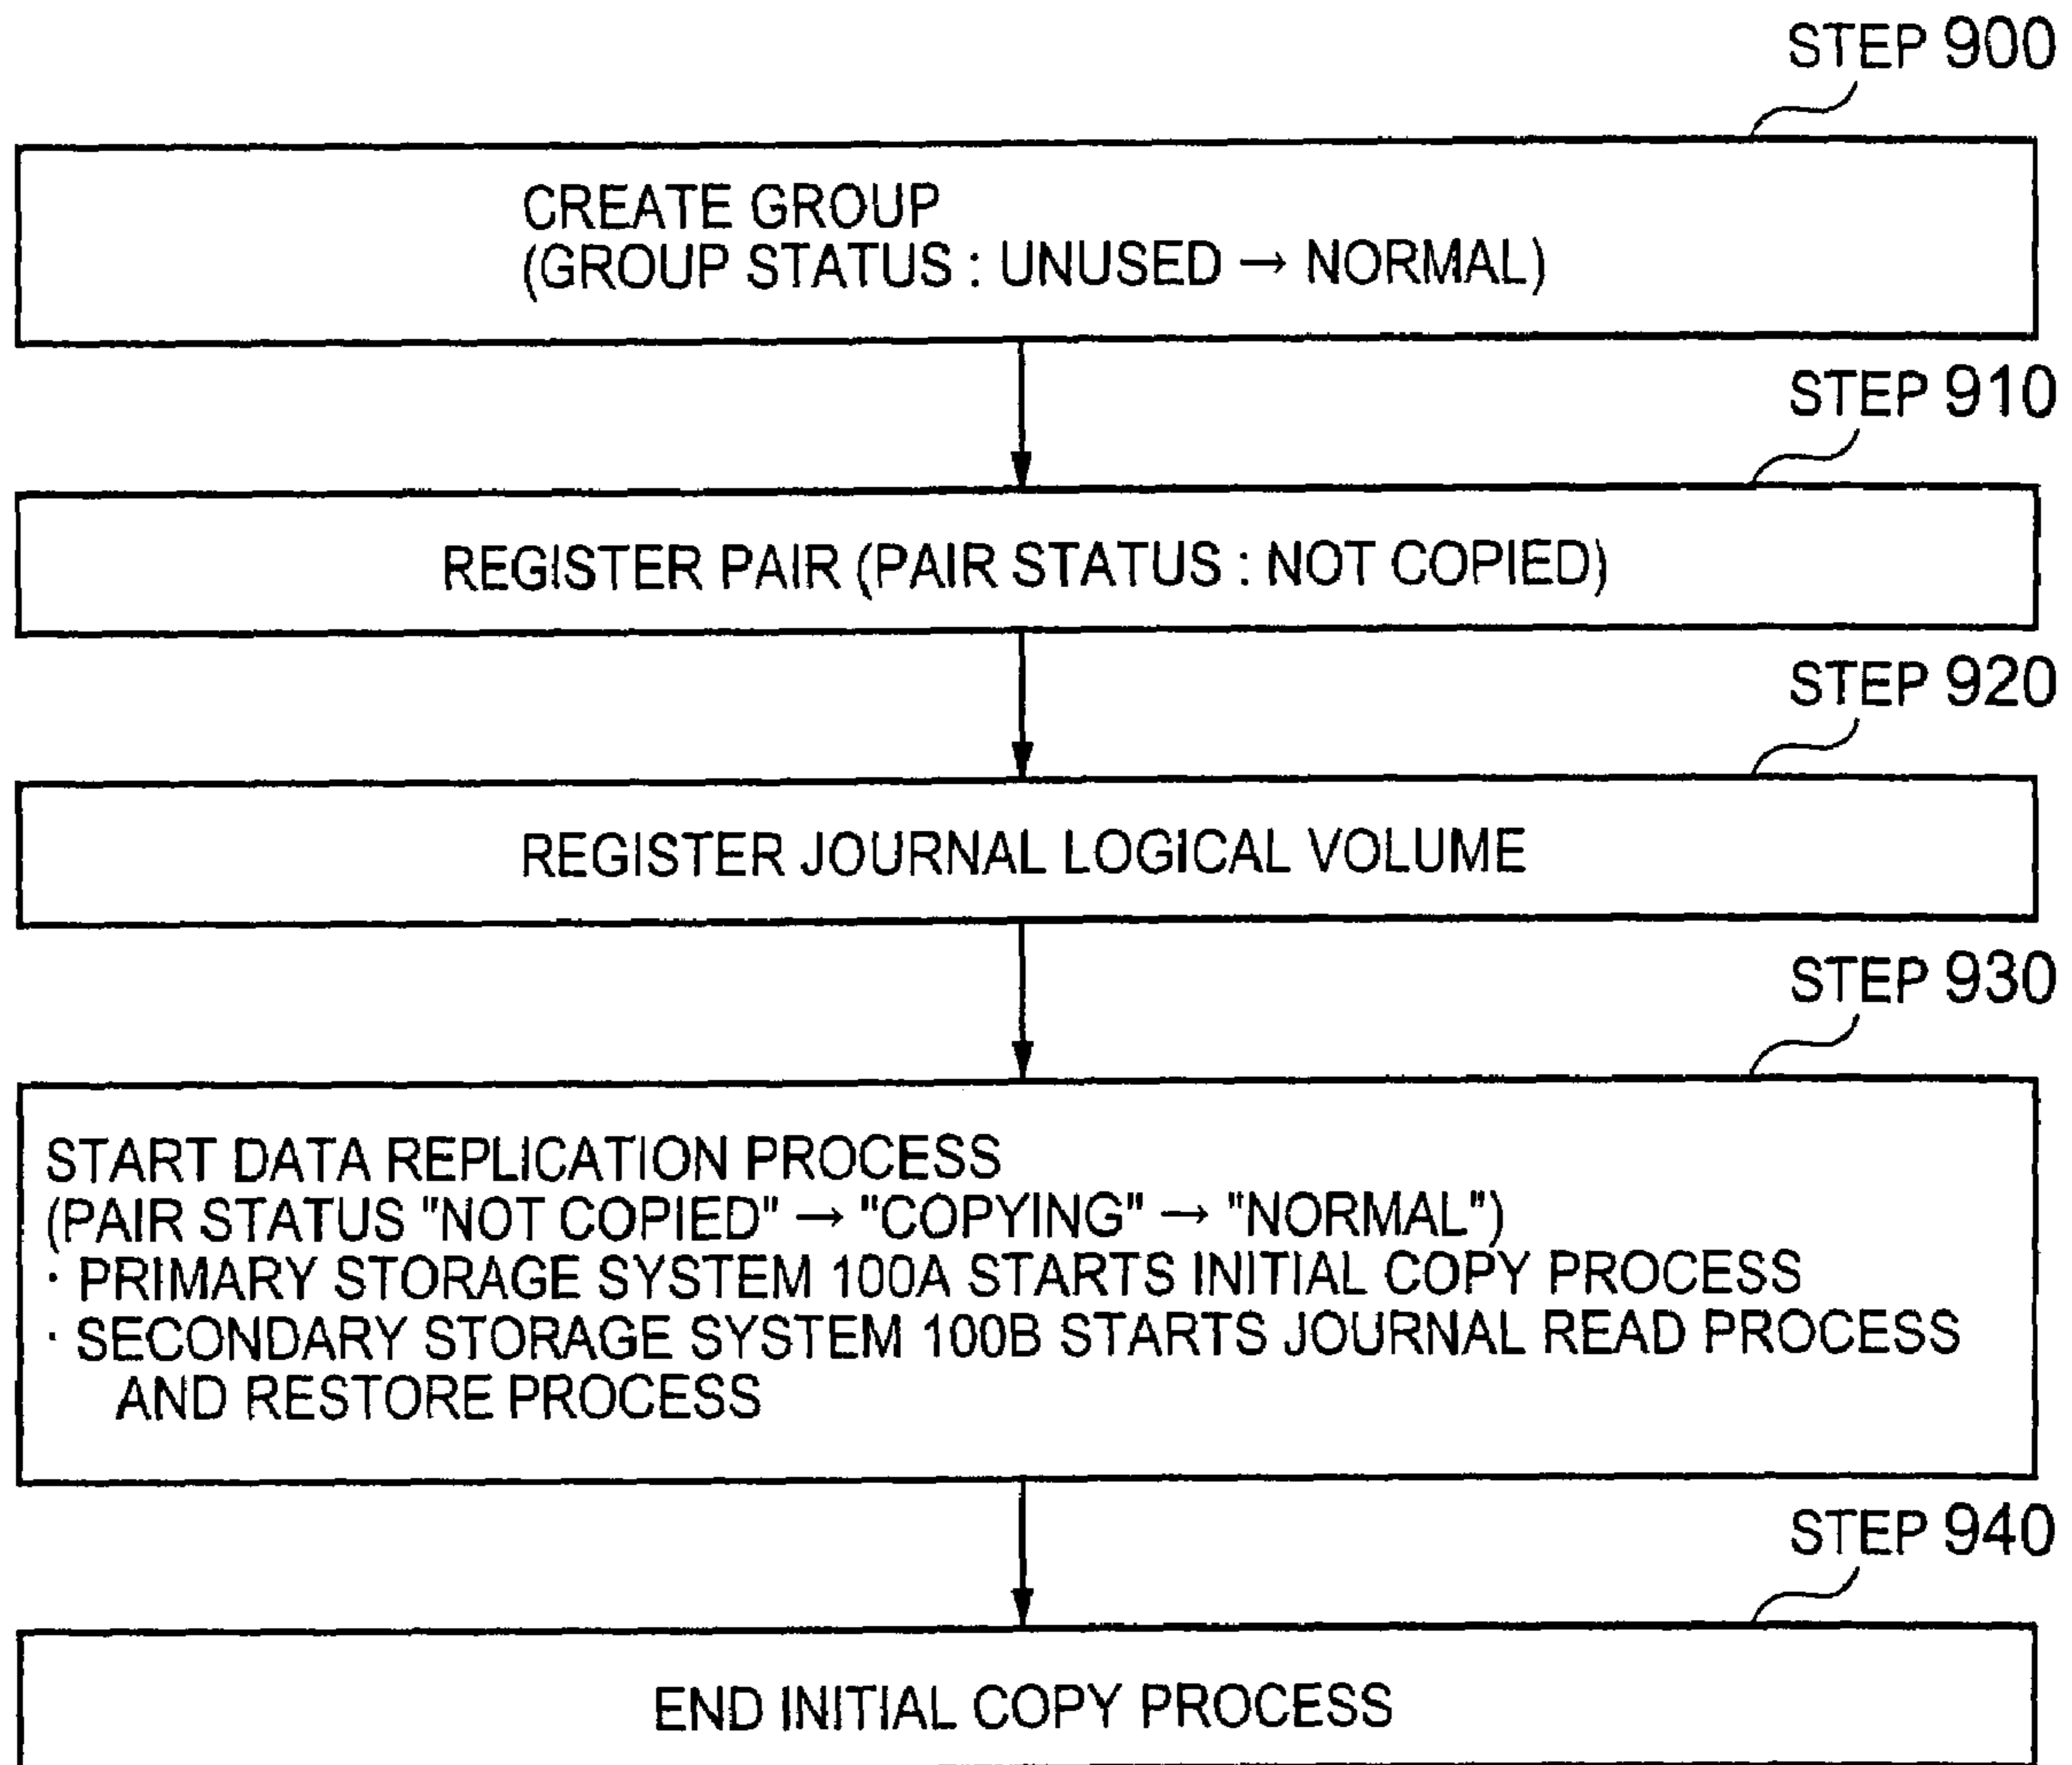 STEP 900
CREATE GROUP
(GROUP STATUS : UNUSED → NORMAL)
STEP 910
REGISTER PAIR (PAIR STATUS : NOT COPIED)
STEP 920
REGISTER JOURNAL LOGICAL VOLUME
STEP 930
START DATA REPLICATION PROCESS
(PAIR STATUS "NOT COPIED" → "COPYING" → "NORMAL")
· PRIMARY STORAGE SYSTEM 100A STARTS INITIAL COPY PROCESS
· SECONDARY STORAGE SYSTEM 100B STARTS JOURNAL READ PROCESS
AND RESTORE PROCESS
STEP 940
END INITIAL COPY PROCESS